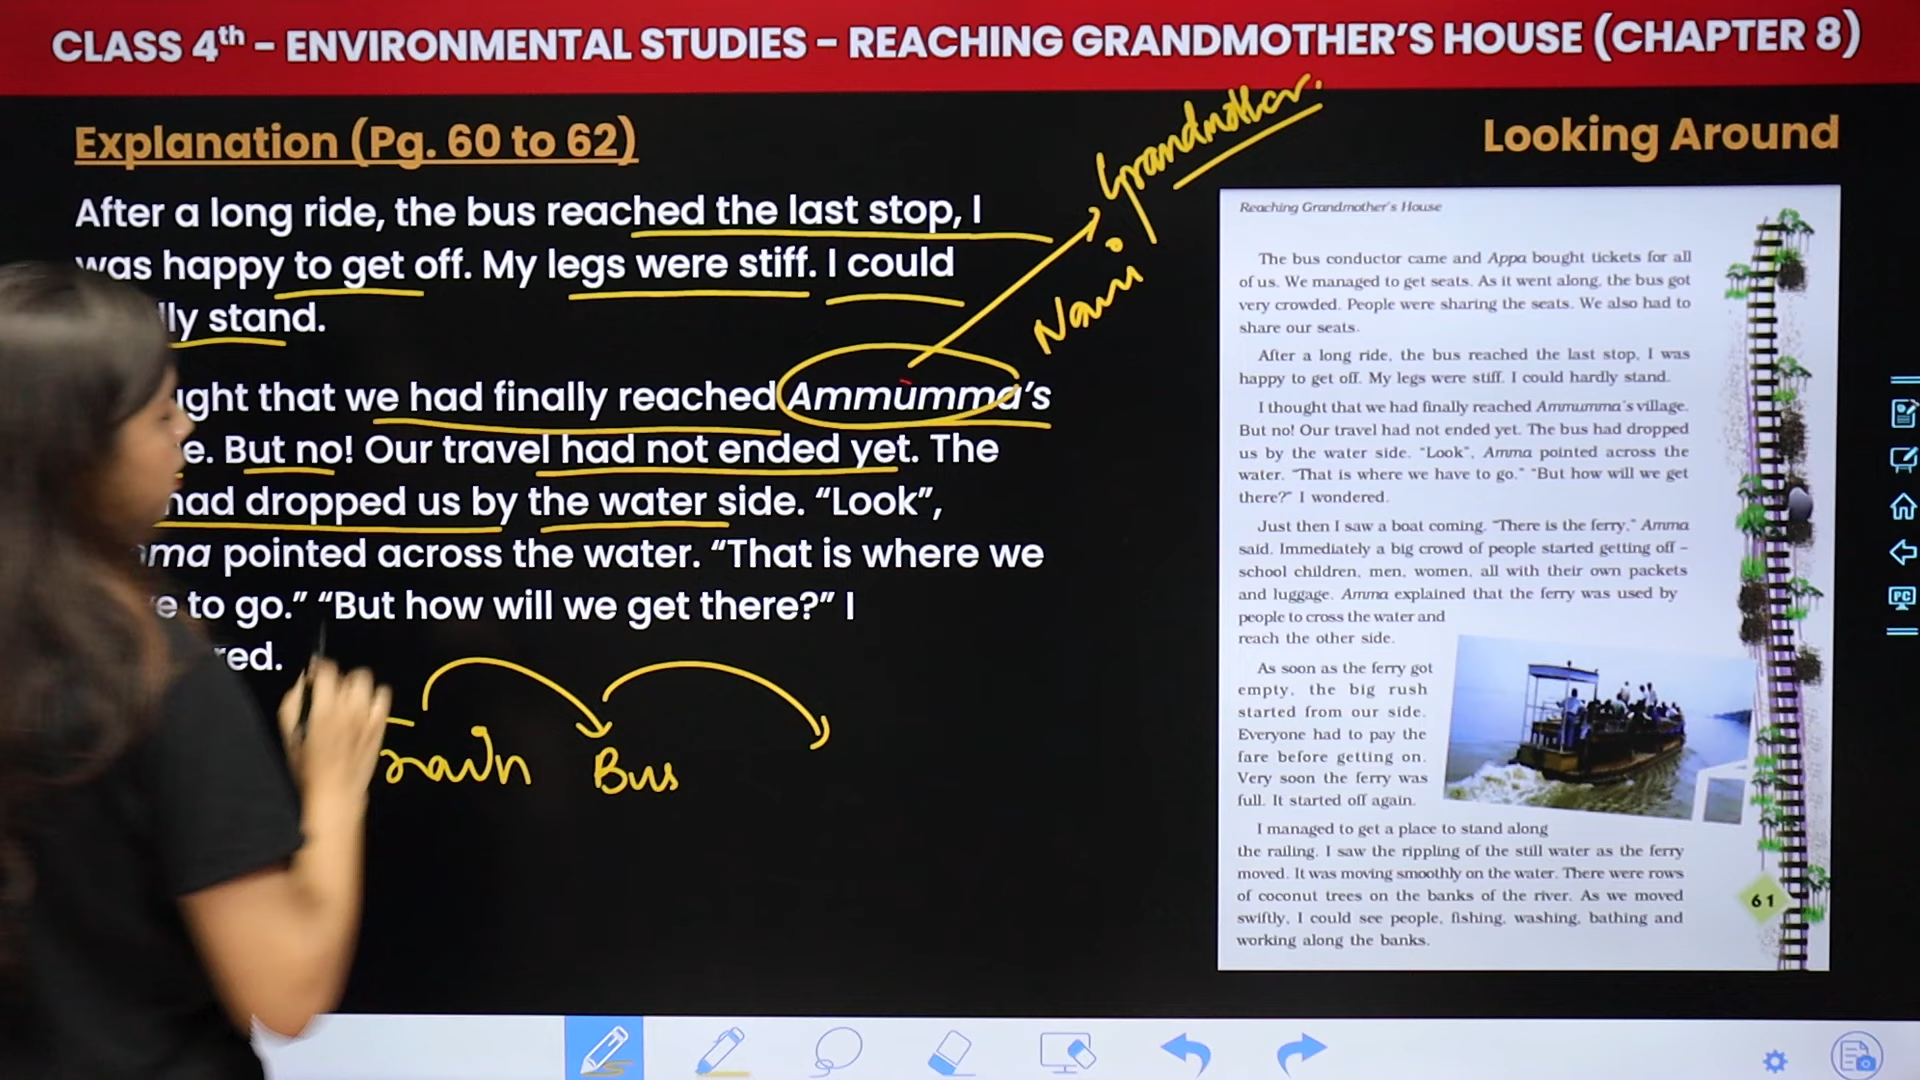 CLASS 4th – ENVIRONMENTAL STUDIES – REACHING GRANDMOTHER'S HOUSE (CHAPTER 8)
Explanation (Pg. 60 to 62)
After a long ride, the bus reached the last stop, I
was happy to get off. My legs were stiff. I could
ly stand.
ght that we had finally reached Ammumma's
e. But no! Our travel had not ended yet. The
had dropped us by the water side. “Look”,
ma pointed across the water. “That is where we
e to go.” “But how will we get there?” I
red.
Grandmother.
Nani
Train Bus
Looking Around
Reaching Grandmother's House
The bus conductor came and Appa bought tickets for all
of us. We managed to get seats. As it went along, the bus got
very crowded. People were sharing the seats. We also had to
share our seats.
After a long ride, the bus reached the last stop, I was
happy to get off. My legs were stiff. I could hardly stand.
I thought that we had finally reached Ammumma's village.
But no! Our travel had not ended yet. The bus had dropped
us by the water side. “Look”, Amma pointed across the
water. “That is where we have to go.” “But how will we get
there?” I wondered.
Just then I saw a boat coming. “There is the ferry,” Amma
said. Immediately a big crowd of people started getting off –
school children, men, women, all with their own packets
and luggage. Amma explained that the ferry was used by
people to cross the water and
reach the other side.
As soon as the ferry got
empty, the big rush
started from our side.
Everyone had to pay the
fare before getting on.
Very soon the ferry was
full. It started off again.
I managed to get a place to stand along
the railing. I saw the rippling of the still water as the ferry
moved. It was moving smoothly on the water. There were rows
of coconut trees on the banks of the river. As we moved
swiftly, I could see people, fishing, washing, bathing and
working along the banks.
61
PC